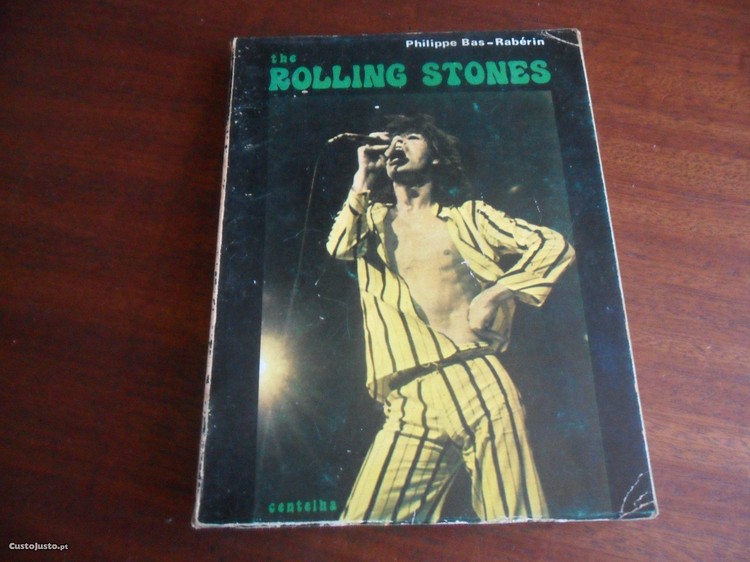 Philippe Bas-Rabérin
the
ROLLING STONES
centelha
CustoJusto.pt